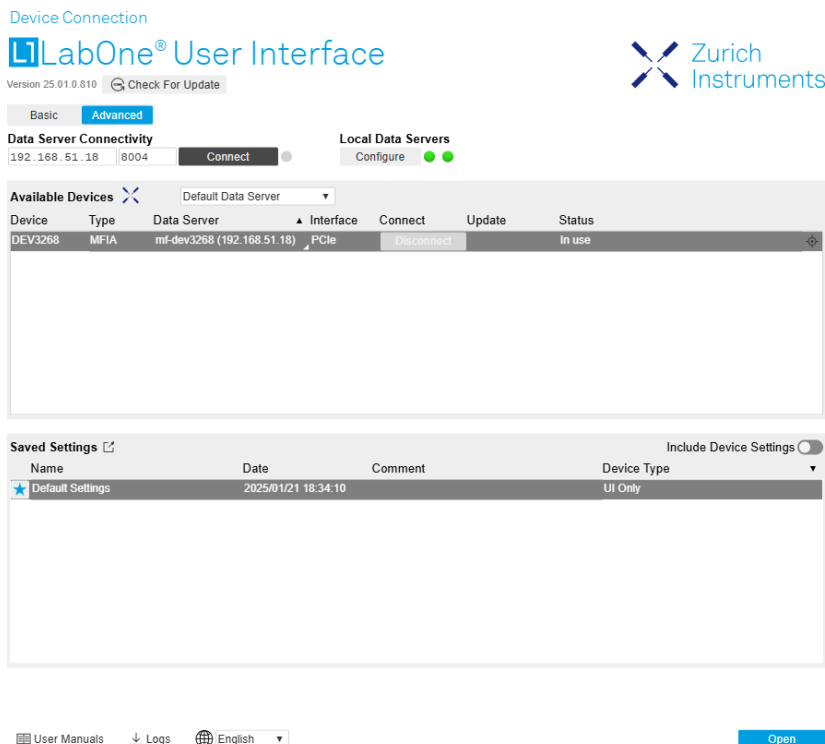 Device Connection
L1 LabOne® User Interface
Zurich Instruments
Version 25.01.0.810 Check For Update
Basic Advanced
Data Server Connectivity Local Data Servers
192.168.51.18 8004 Connect Configure
Available Devices Default Data Server
Device Type Data Server Interface Connect Update Status
DEV3268 MFIA mf-dev3268 (192.168.51.18) PCIe Disconnect In use
Saved Settings Include Device Settings
Name Date Comment Device Type
Default Settings 2025/01/21 18:34:10 UI Only
User Manuals Logs English Open